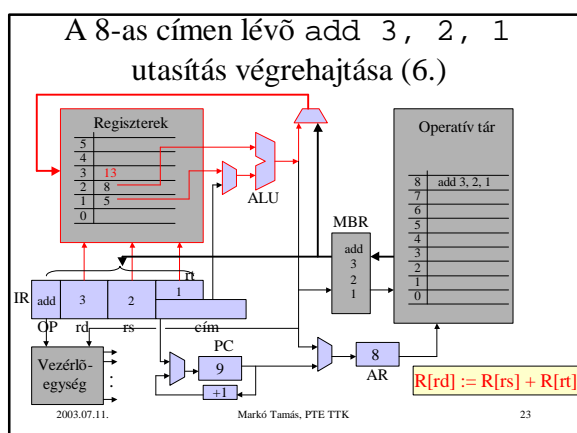 A 8-as címen lévõ add 3, 2, 1
utasítás végrehajtása (6.)
Regiszterek
5
4
3 13
2 8
1 5
0
ALU
Operatív tár
8 add 3, 2, 1
7
6
5
4
3
2
1
0
MBR
add
3
2
1
rt
IR add 3 2 1
OP rd rs cím
Vezérlõ-
egység
PC
9
+1
8
AR
R[rd] := R[rs] + R[rt]
2003.07.11. Markó Tamás, PTE TTK 23